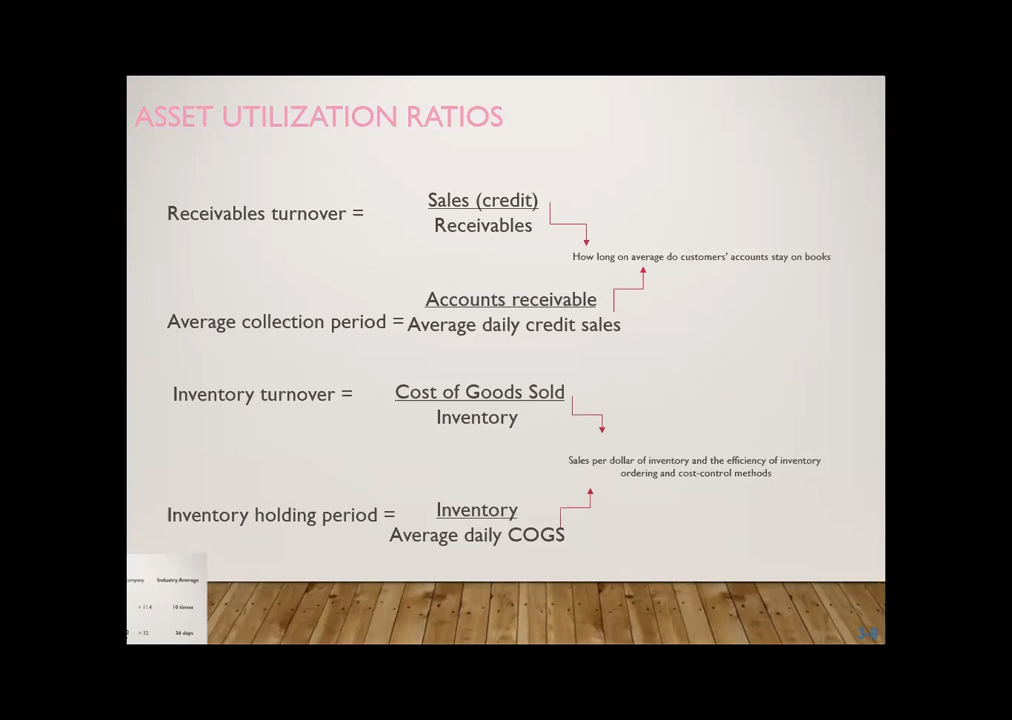 ASSET UTILIZATION RATIOS
Receivables turnover =
Sales (credit)
Receivables
How long on average do customers' accounts stay on books
Average collection period =
Accounts receivable
Average daily credit sales
Inventory turnover =
Cost of Goods Sold
Inventory
Sales per dollar of inventory and the efficiency of inventory
ordering and cost-control methods
Inventory holding period =
Inventory
Average daily COGS
Industry Average
10 times
= 32 36 days